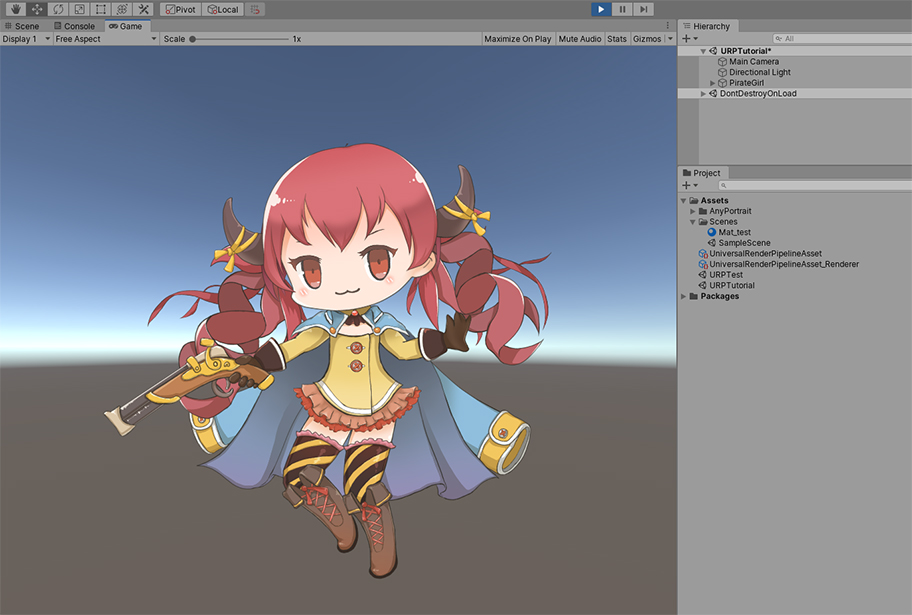 Pivot Local
Scene Console Game
Display 1 Free Aspect Scale 1x Maximize On Play Mute Audio Stats Gizmos
Hierarchy
All
URPTutorial*
Main Camera
Directional Light
PirateGirl
DontDestroyOnLoad
Project
Assets
AnyPortrait
Scenes
Mat_test
SampleScene
UniversalRenderPipelineAsset
UniversalRenderPipelineAsset_Renderer
URPTest
URPTutorial
Packages